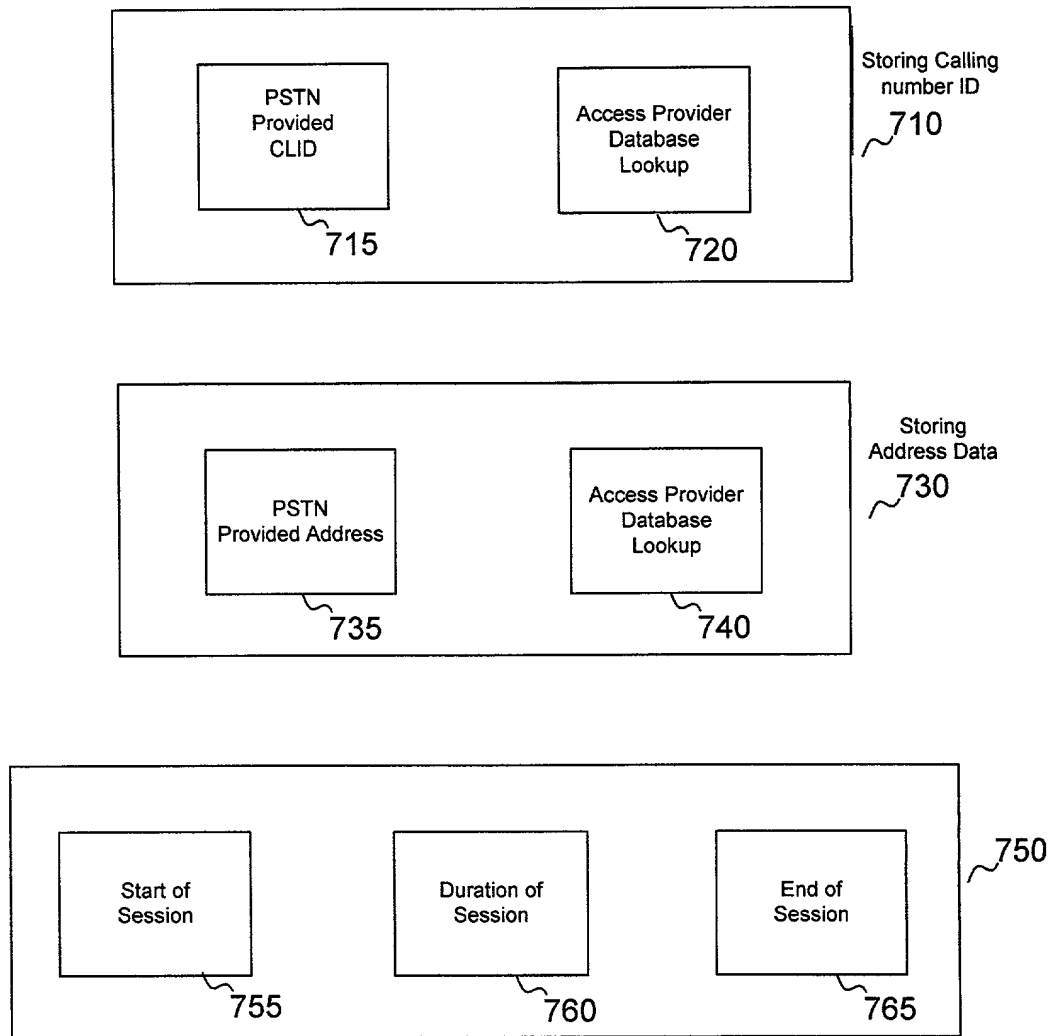 PSTN
Provided
CLID
715
Access Provider
Database
Lookup
720
Storing Calling
number ID
710
PSTN
Provided Address
735
Access Provider
Database
Lookup
740
Storing
Address Data
730
Start of
Session
755
Duration of
Session
760
End of
Session
765
750